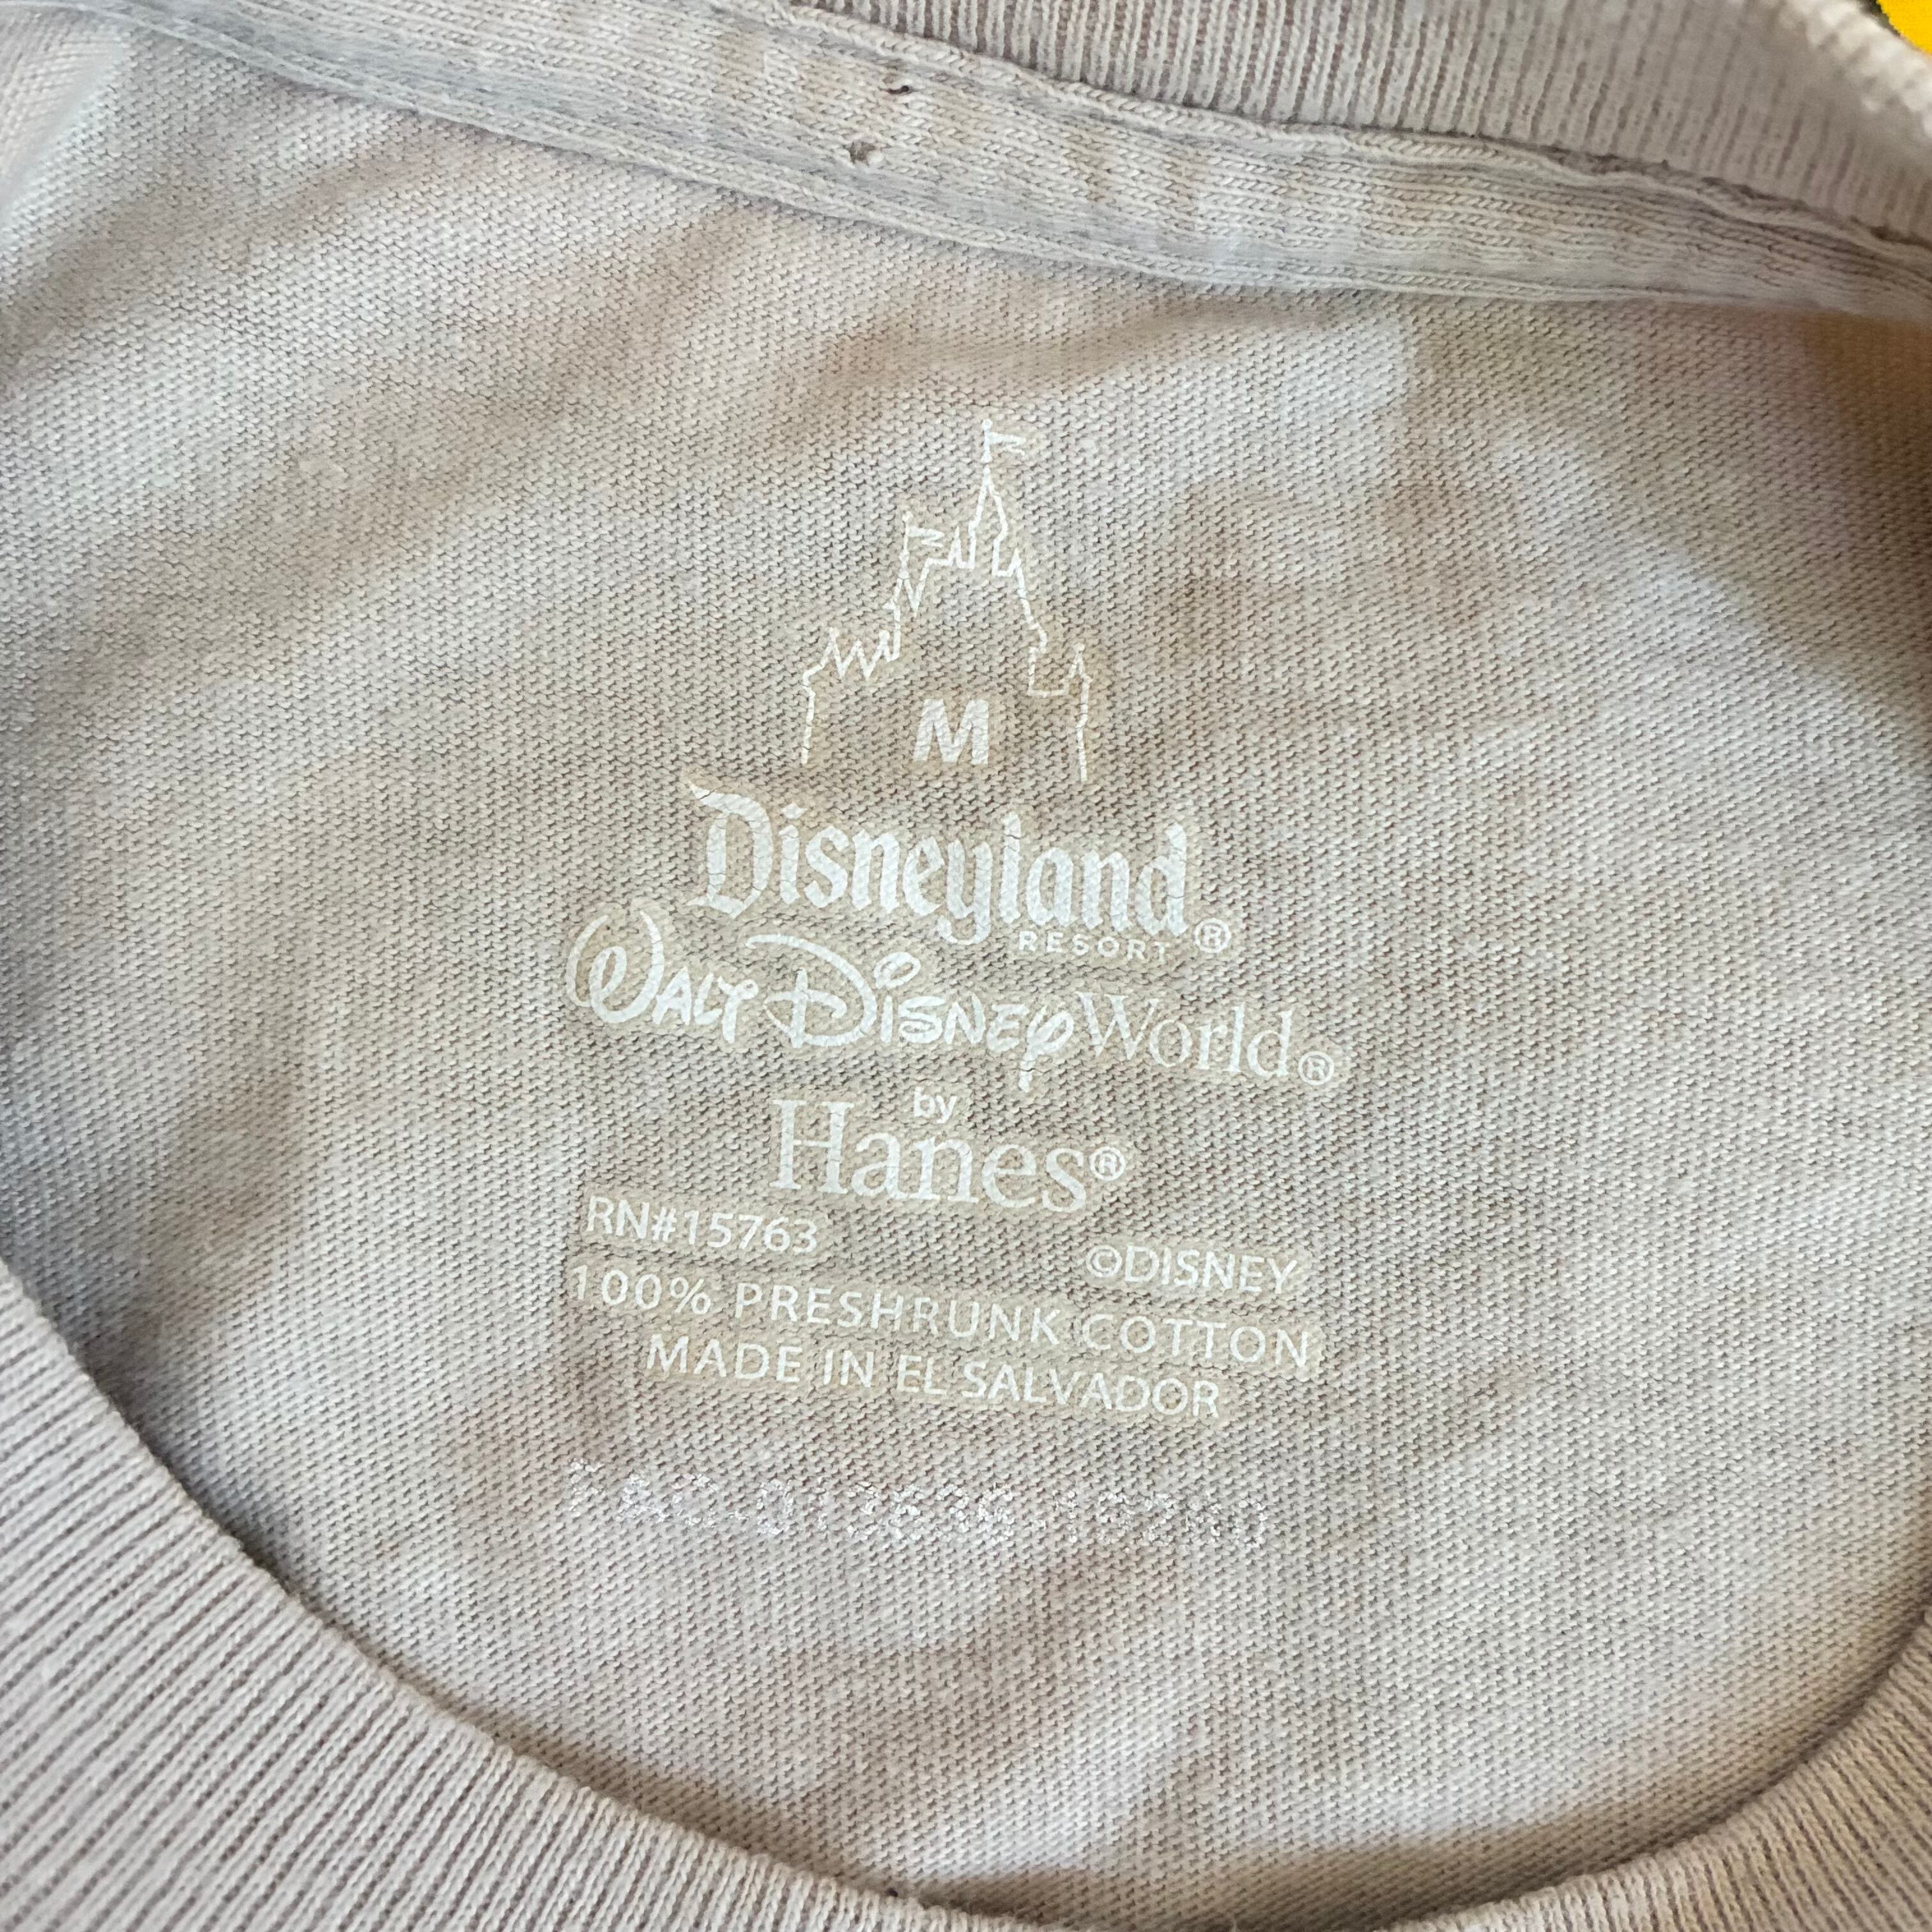 M
Disneyland®
RESORT
Walt Disney World®
by
Hanes®
RN#15763 ©DISNEY
100% PRESHRUNK COTTON
MADE IN EL SALVADOR